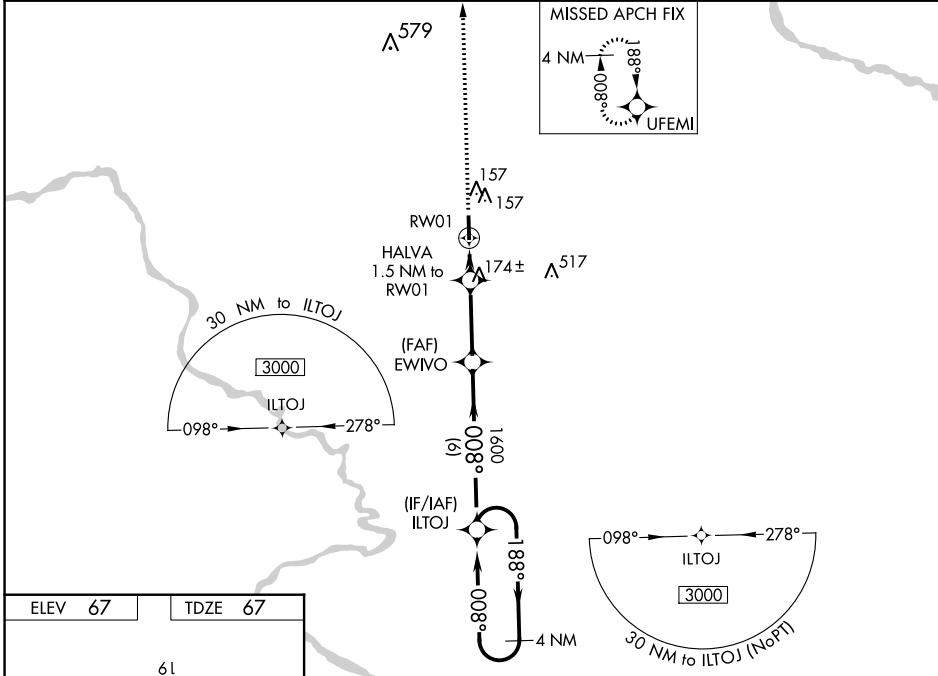 579
MISSED APCH FIX
4 NM
188°
008°
UFEMI
157
157
RW01
HALVA
1.5 NM to
RW01
174±
517
30 NM to ILTOJ
3000
ILTOJ
098°
278°
(FAF)
EWIVO
1600
008°
(6)
(IF/IAF)
ILTOJ
188°
008°
4 NM
098°
278°
ILTOJ
3000
30 NM to ILTOJ (NoPT)
ELEV 67
TDZE 67
19